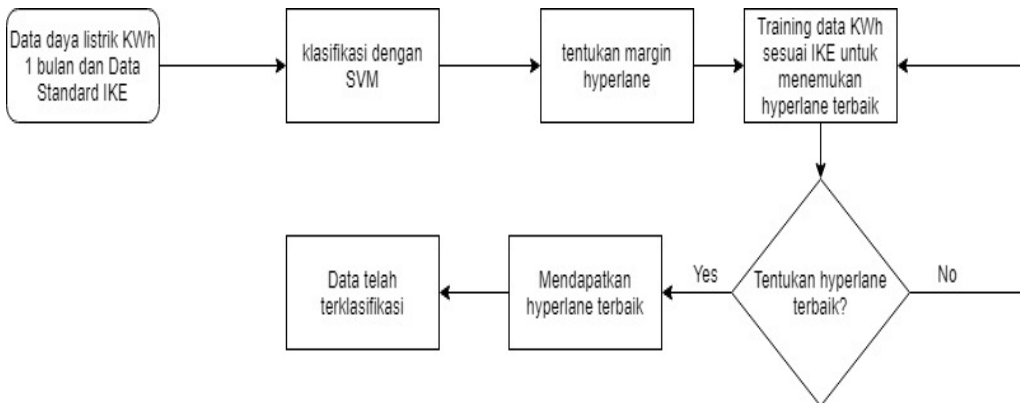 Data daya listrik KWh
1 bulan dan Data
Standard IKE
klasifikasi dengan
SVM
tentukan margin
hyperlane
Training data KWh
sesuai IKE untuk
menemukan
hyperlane terbaik
Tentukan hyperlane
terbaik?
No
Yes
Mendapatkan
hyperlane terbaik
Data telah
terklasifikasi